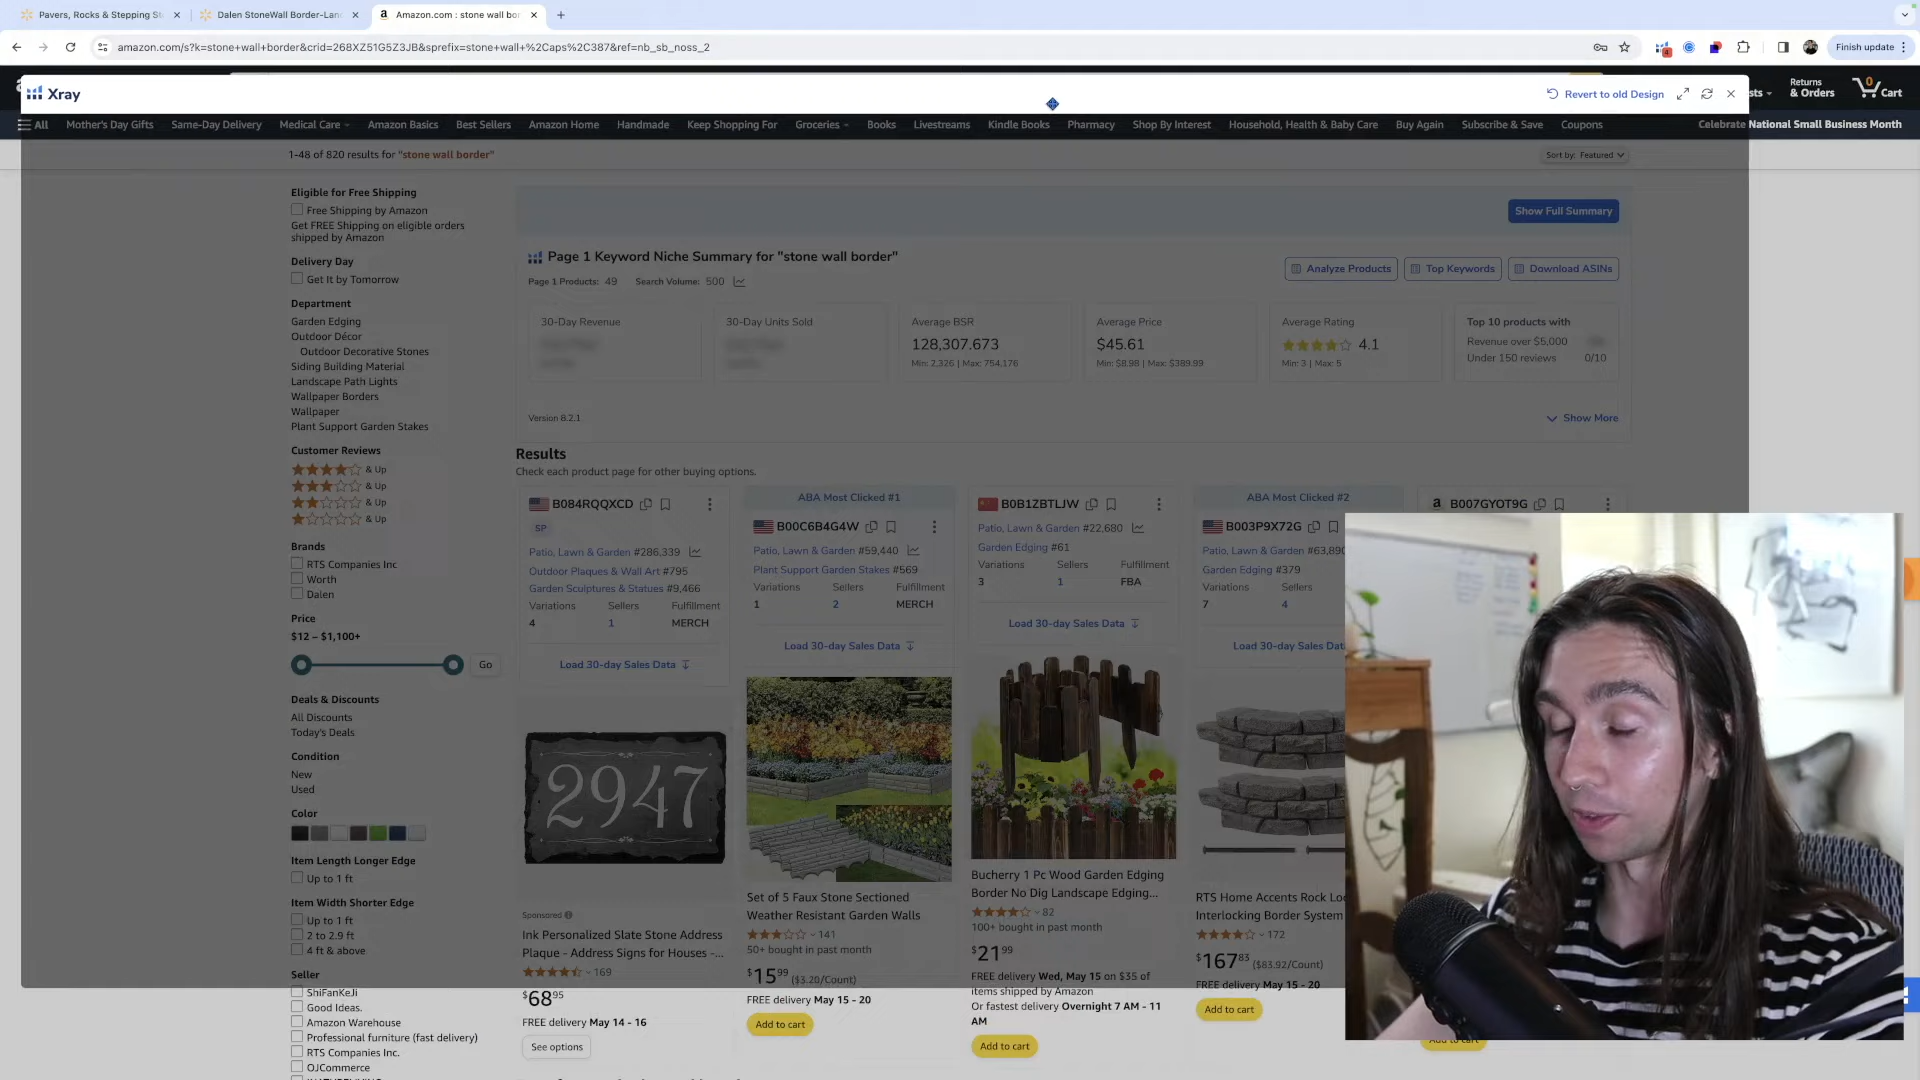 Pavers, Rocks & Stepping St
Dalen StoneWall Border-Lan
Amazon.com : stone wall bor
amazon.com/s?k=stone+wall+border&crid=268XZ51G5Z3JB&sprefix=stone+wall+%2Caps%2C387&ref=nb_sb_noss_2
Finish update
Xray
Revert to old Design
Returns
& Orders
0
Cart
All
Mother's Day Gifts
Same-Day Delivery
Medical Care
Amazon Basics
Best Sellers
Amazon Home
Handmade
Keep Shopping For
Groceries
Books
Livestreams
Kindle Books
Pharmacy
Shop By Interest
Household, Health & Baby Care
Buy Again
Subscribe & Save
Coupons
Celebrate National Small Business Month
1-48 of 820 results for "stone wall border"
Sort by: Featured
Eligible for Free Shipping
Free Shipping by Amazon
Get FREE Shipping on eligible orders
shipped by Amazon
Delivery Day
Get It by Tomorrow
Department
Garden Edging
Outdoor Décor
Outdoor Decorative Stones
Siding Building Material
Landscape Path Lights
Wallpaper Borders
Wallpaper
Plant Support Garden Stakes
Customer Reviews
& Up
& Up
& Up
& Up
Brands
RTS Companies Inc
Worth
Dalen
Price
$12 – $1,100+
Go
Deals & Discounts
All Discounts
Today's Deals
Condition
New
Used
Color
Item Length Longer Edge
Up to 1 ft
Item Width Shorter Edge
Up to 1 ft
2 to 2.9 ft
4 ft & above
Seller
ShiFanKeJi
Good Ideas.
Amazon Warehouse
Professional furniture (fast delivery)
RTS Companies Inc.
OJCommerce
Show Full Summary
Page 1 Keyword Niche Summary for "stone wall border"
Page 1 Products: 49
Search Volume: 500
Analyze Products
Top Keywords
Download ASINs
30-Day Revenue
30-Day Units Sold
Average BSR
128,307.673
Min: 2,326 | Max: 754,176
Average Price
$45.61
Min: $8.98 | Max: $389.99
Average Rating
4.1
Min: 3 | Max: 5
Top 10 products with
Revenue over $5,000
Under 150 reviews
0/10
Version 8.2.1
Show More
Results
Check each product page for other buying options.
B084RQQXCD
SP
Patio, Lawn & Garden #286,339
Outdoor Plaques & Wall Art #795
Garden Sculptures & Statues #9,466
Variations
Sellers
Fulfillment
4
1
MERCH
Load 30-day Sales Data
2947
Sponsored
Ink Personalized Slate Stone Address
Plaque - Address Signs for Houses -...
169
$68 95
FREE delivery May 14 - 16
See options
ABA Most Clicked #1
B00C6B4G4W
Patio, Lawn & Garden #59,440
Plant Support Garden Stakes #569
Variations
Sellers
Fulfillment
1
2
MERCH
Load 30-day Sales Data
Set of 5 Faux Stone Sectioned
Weather Resistant Garden Walls
141
50+ bought in past month
$15 99 ($3.20/Count)
FREE delivery May 15 - 20
Add to cart
B0B1ZBTLJW
Patio, Lawn & Garden #22,680
Garden Edging #61
Variations
Sellers
Fulfillment
3
1
FBA
Load 30-day Sales Data
Bucherry 1 Pc Wood Garden Edging
Border No Dig Landscape Edging...
82
100+ bought in past month
$21 99
FREE delivery Wed, May 15 on $35 of
items shipped by Amazon
Or fastest delivery Overnight 7 AM - 11
AM
Add to cart
ABA Most Clicked #2
B003P9X72G
Patio, Lawn & Garden #63,890
Garden Edging #379
Variations
Sellers
7
4
Load 30-day Sales Dat
RTS Home Accents Rock Lo
Interlocking Border System
172
$167 83 ($83.92/Count)
FREE delivery May 15 - 20
Add to cart
B007GYOT9G
Add to cart